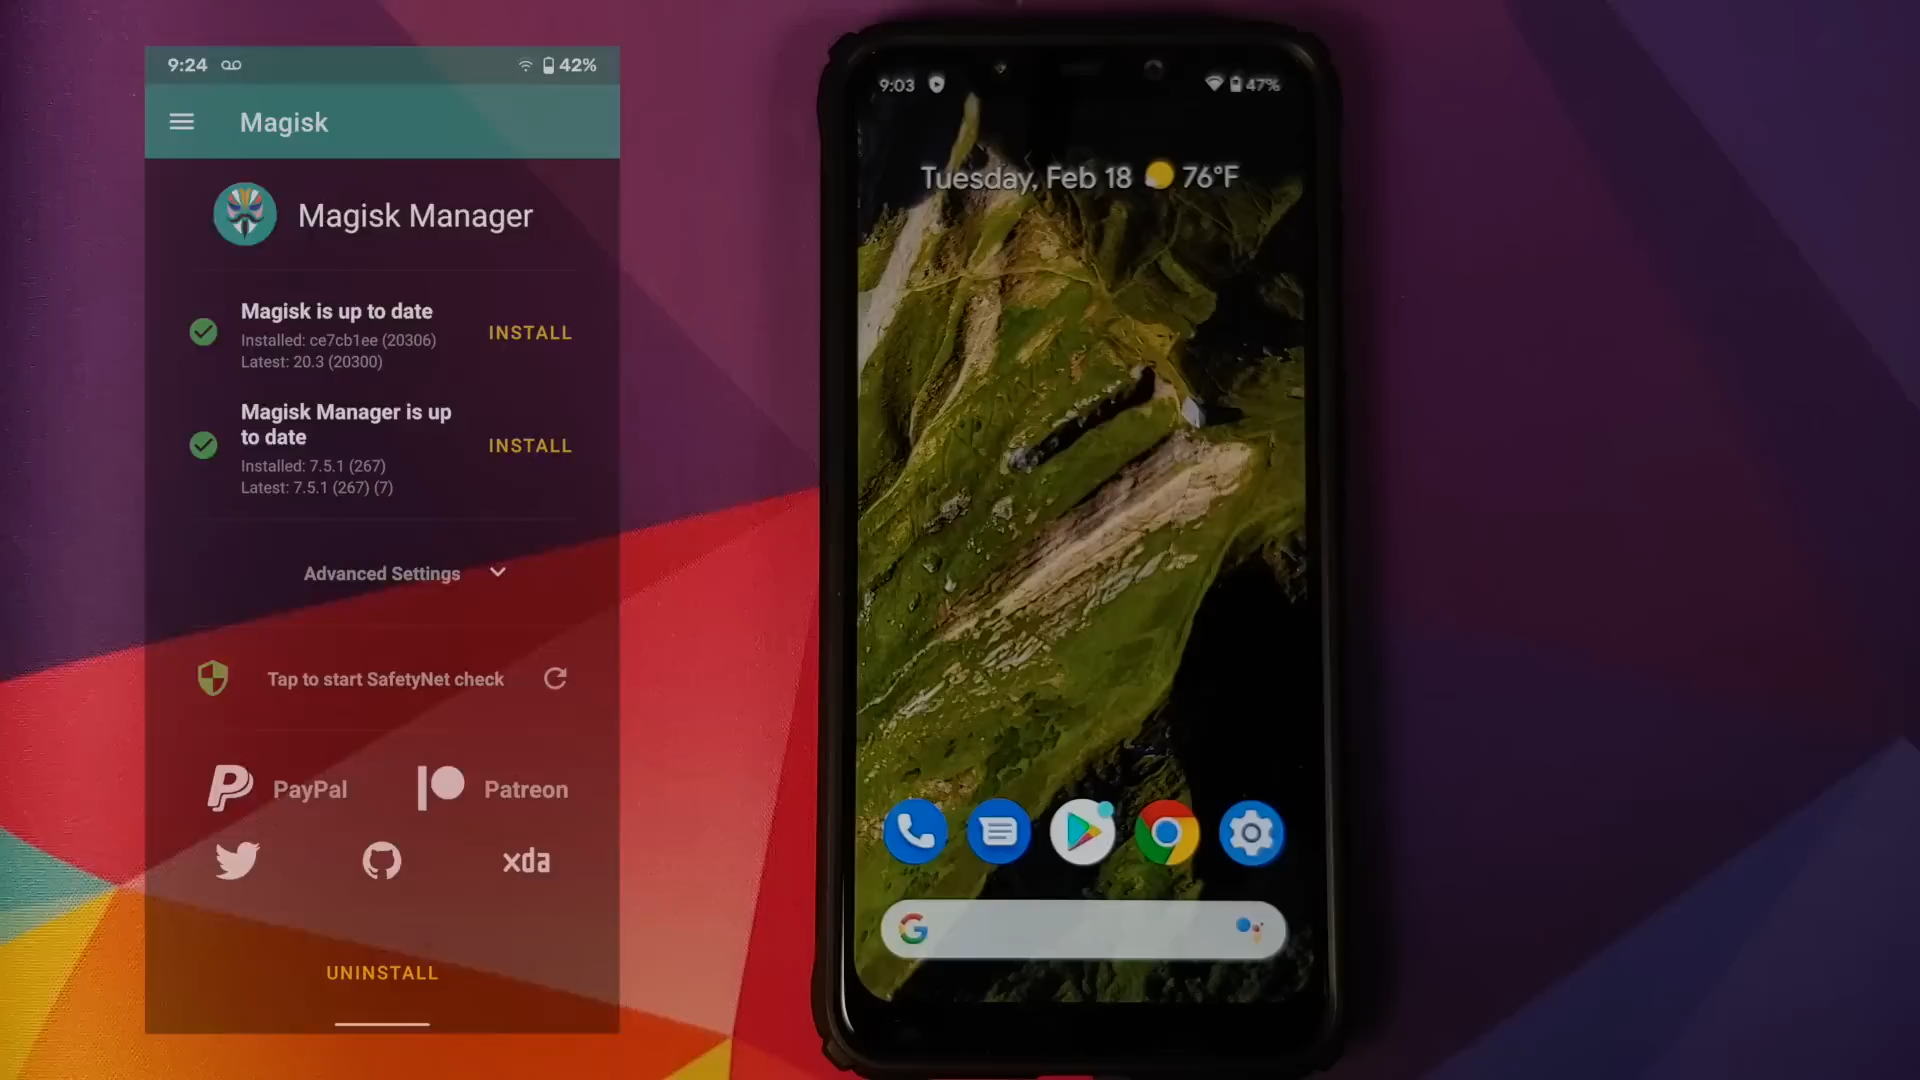 9:24
42%
Magisk
Magisk Manager
Magisk is up to date
Installed: ce7cb1ee (20306)
Latest: 20.3 (20300)
INSTALL
Magisk Manager is up
to date
Installed: 7.5.1 (267)
Latest: 7.5.1 (267) (7)
INSTALL
Advanced Settings
Tap to start SafetyNet check
PayPal
Patreon
xda
UNINSTALL
9:03
47%
Tuesday, Feb 18 76°F